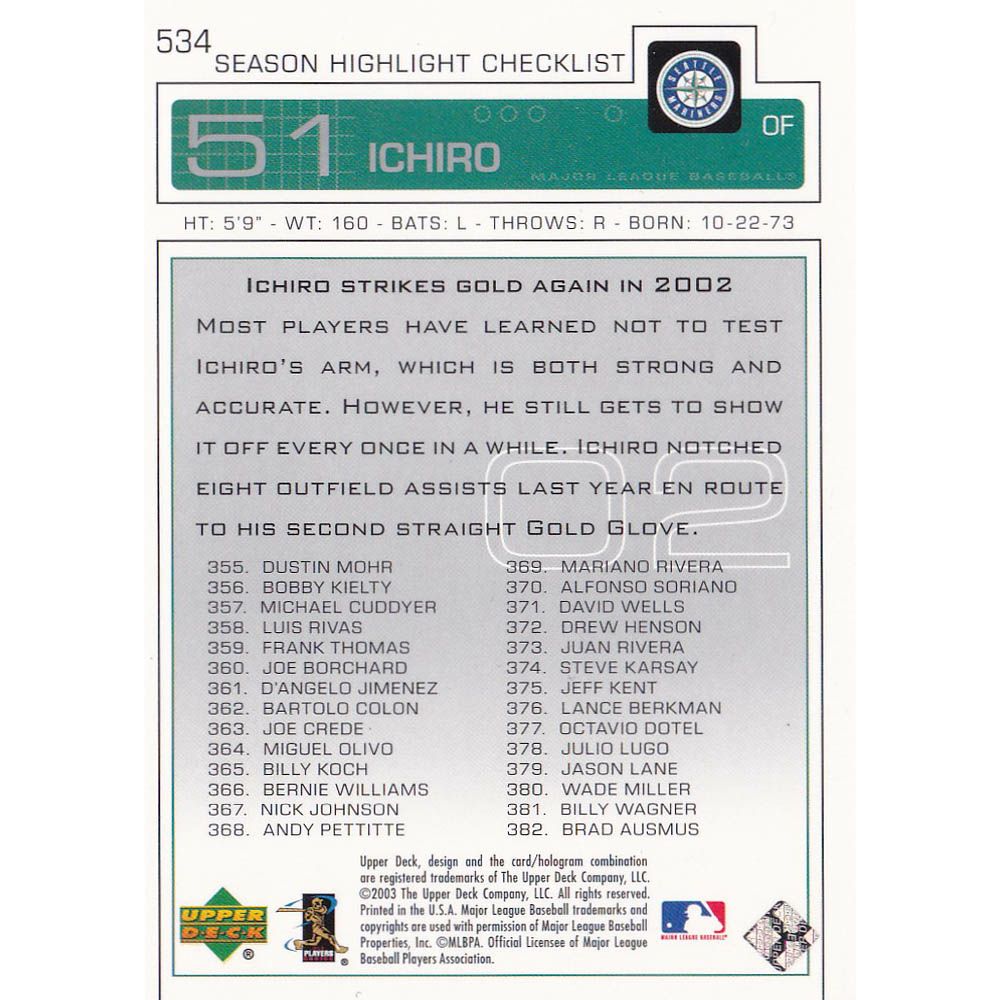 534
SEASON HIGHLIGHT CHECKLIST
SEATTLE MARINERS
51 ICHIRO
OF
MAJOR LEAGUE BASEBALL®
HT: 5'9" - WT: 160 - BATS: L - THROWS: R - BORN: 10-22-73
ICHIRO STRIKES GOLD AGAIN IN 2002
MOST PLAYERS HAVE LEARNED NOT TO TEST
ICHIRO'S ARM, WHICH IS BOTH STRONG AND
ACCURATE. HOWEVER, HE STILL GETS TO SHOW
IT OFF EVERY ONCE IN A WHILE. ICHIRO NOTCHED
EIGHT OUTFIELD ASSISTS LAST YEAR EN ROUTE
TO HIS SECOND STRAIGHT GOLD GLOVE.
02
355. DUSTIN MOHR
356. BOBBY KIELTY
357. MICHAEL CUDDYER
358. LUIS RIVAS
359. FRANK THOMAS
360. JOE BORCHARD
361. D'ANGELO JIMENEZ
362. BARTOLO COLON
363. JOE CREDE
364. MIGUEL OLIVO
365. BILLY KOCH
366. BERNIE WILLIAMS
367. NICK JOHNSON
368. ANDY PETTITTE
369. MARIANO RIVERA
370. ALFONSO SORIANO
371. DAVID WELLS
372. DREW HENSON
373. JUAN RIVERA
374. STEVE KARSAY
375. JEFF KENT
376. LANCE BERKMAN
377. OCTAVIO DOTEL
378. JULIO LUGO
379. JASON LANE
380. WADE MILLER
381. BILLY WAGNER
382. BRAD AUSMUS
Upper Deck, design and the card/hologram combination
are registered trademarks of The Upper Deck Company, LLC.
©2003 The Upper Deck Company, LLC. All rights reserved.
Printed in the U.S.A. Major League Baseball trademarks and
copyrights are used with permission of Major League Baseball
Properties, Inc. ©MLBPA. Official Licensee of Major League
Baseball Players Association.
UPPER
DECK
®
PLAYERS
CHOICE
®
MAJOR LEAGUE BASEBALL®